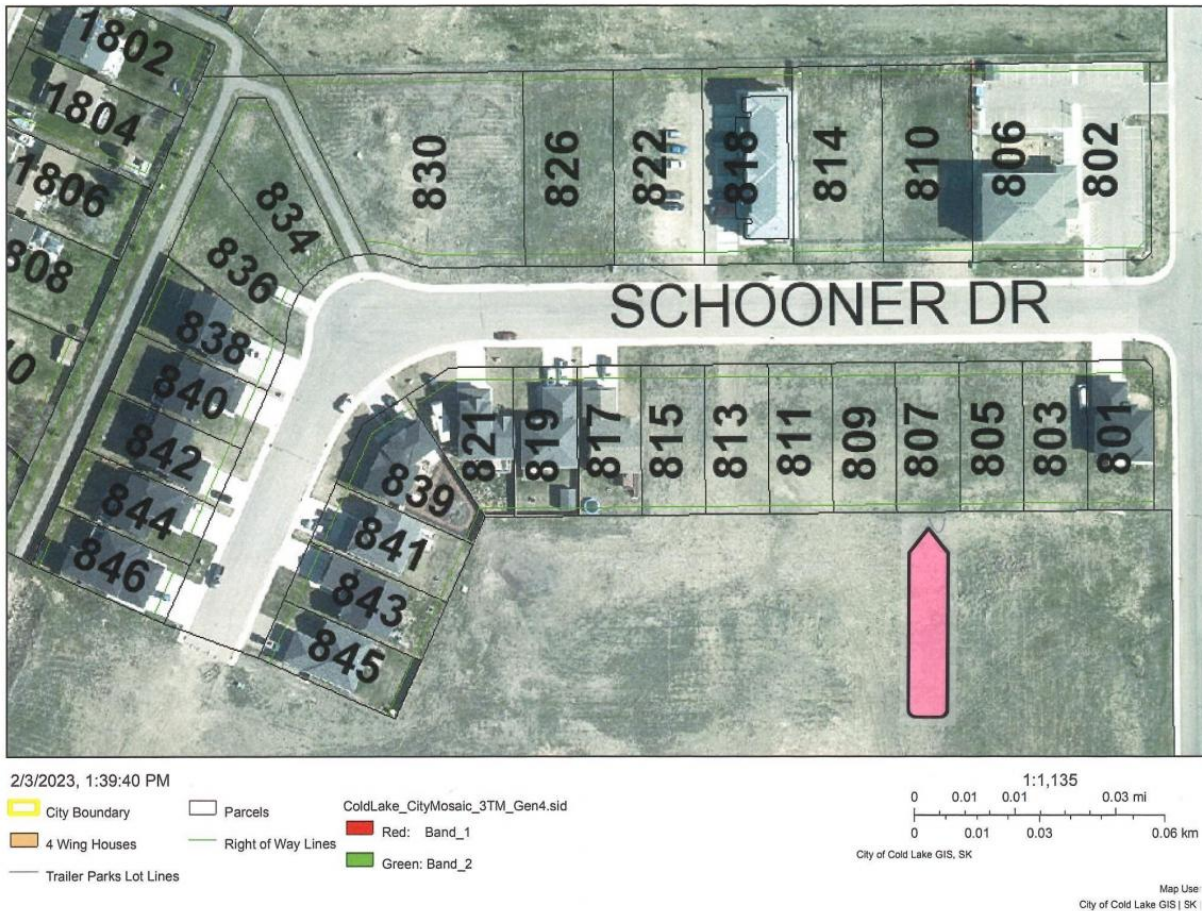 1802
1804
1806
808
830
826
822
818
814
810
806
802
834
836
838
840
842
844
846
SCHOONER DR
821
819
817
815
813
811
809
807
805
803
801
839
841
843
845
2/3/2023, 1:39:40 PM
City Boundary
4 Wing Houses
Trailer Parks Lot Lines
Parcels
Right of Way Lines
ColdLake_CityMosaic_3TM_Gen4.sid
Red: Band_1
Green: Band_2
1:1,135
0 0.01 0.01 0.03 mi
0 0.01 0.03 0.06 km
City of Cold Lake GIS, SK
Map Use
City of Cold Lake GIS | SK